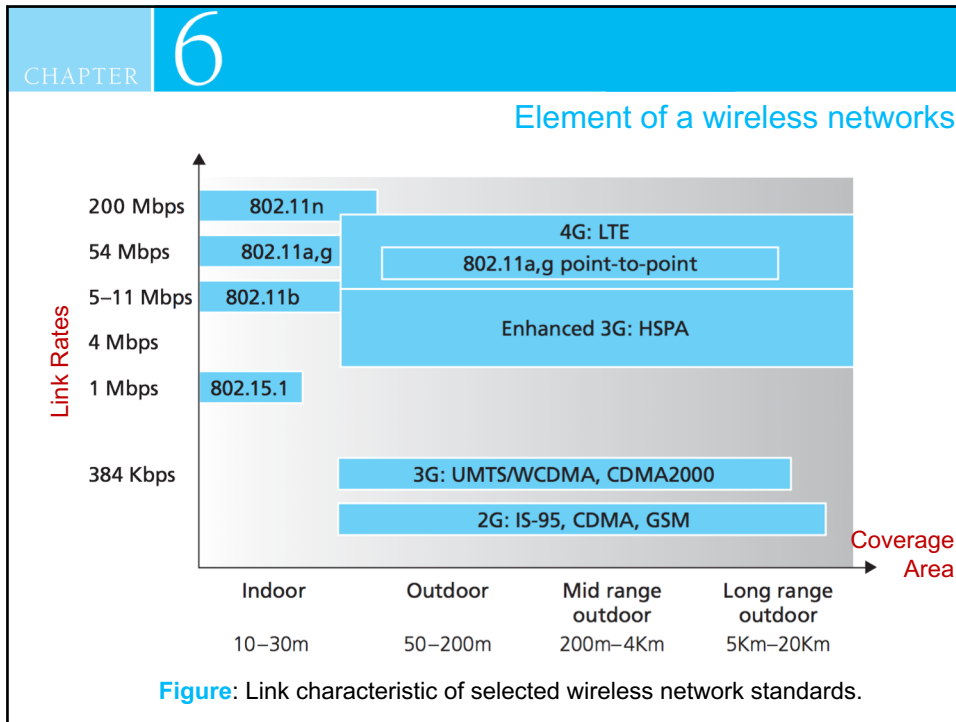 CHAPTER 6
Element of a wireless networks
200 Mbps
802.11n
4G: LTE
54 Mbps
802.11a,g
802.11a,g point-to-point
5–11 Mbps
802.11b
Enhanced 3G: HSPA
4 Mbps
Link Rates
1 Mbps
802.15.1
384 Kbps
3G: UMTS/WCDMA, CDMA2000
2G: IS-95, CDMA, GSM
Coverage
Area
Indoor
Outdoor
Mid range
outdoor
Long range
outdoor
10–30m
50–200m
200m–4Km
5Km–20Km
Figure: Link characteristic of selected wireless network standards.